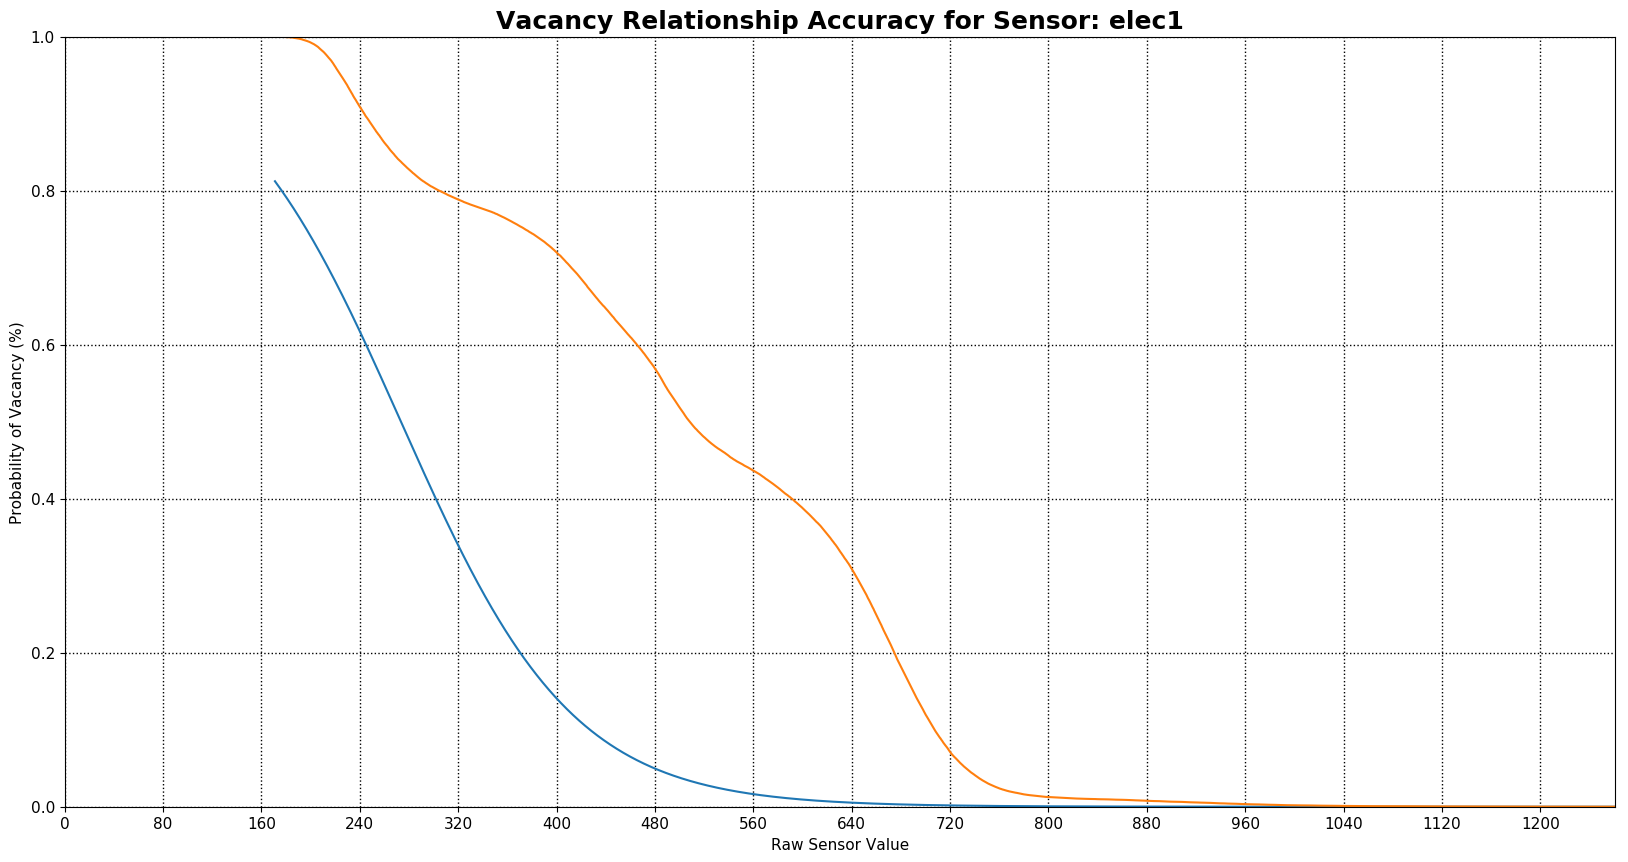 Vacancy Relationship Accuracy for Sensor: elec1
1.0
0.8
0.6
0.4
0.2
0.0
Probability of Vacancy (%)
0 80 160 240 320 400 480 560 640 720 800 880 960 1040 1120 1200
Raw Sensor Value